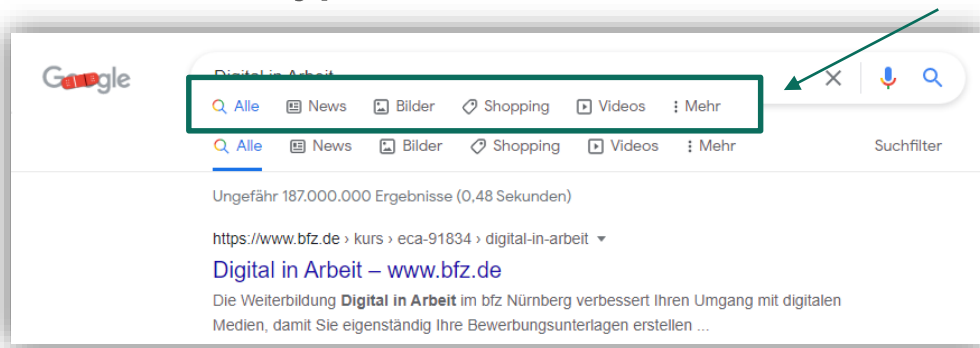 Google
Digital in Arbeit
Alle News Bilder Shopping Videos Mehr
Alle News Bilder Shopping Videos Mehr Suchfilter
Ungefähr 187.000.000 Ergebnisse (0,48 Sekunden)
https://www.bfz.de › kurs › eca-91834 › digital-in-arbeit
Digital in Arbeit – www.bfz.de
Die Weiterbildung Digital in Arbeit im bfz Nürnberg verbessert Ihren Umgang mit digitalen
Medien, damit Sie eigenständig Ihre Bewerbungsunterlagen erstellen ...